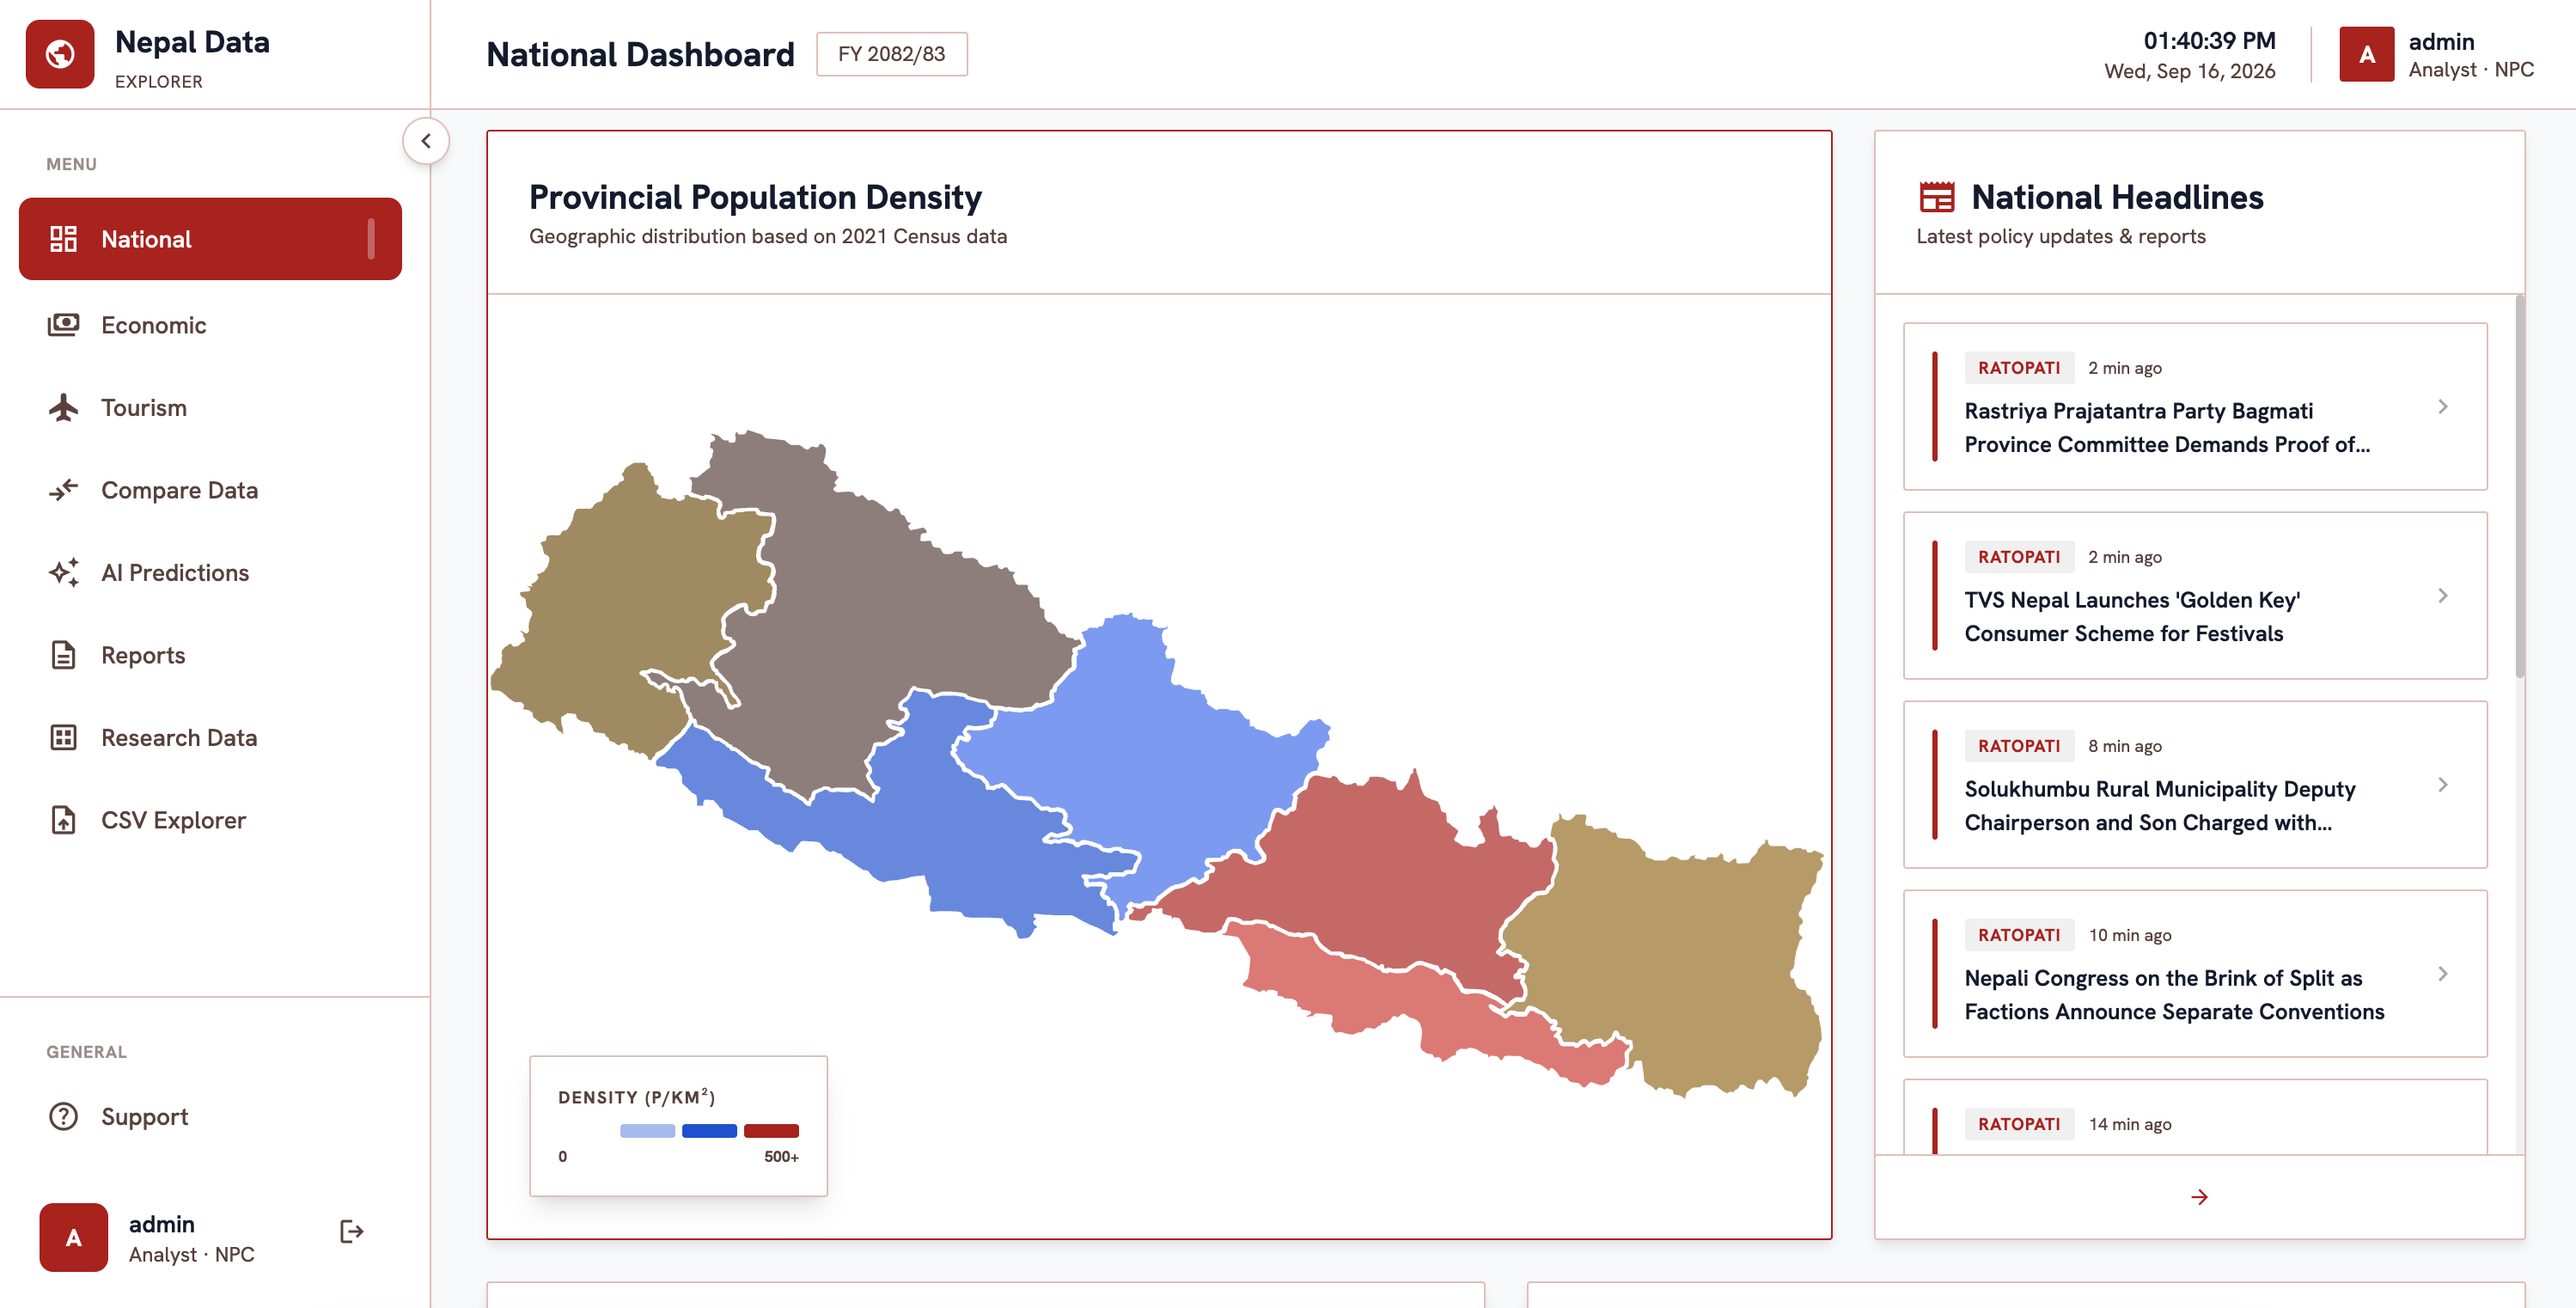 Nepal Data
EXPLORER
National Dashboard
FY 2082/83
01:40:39 PM
Wed, Sep 16, 2026
A
admin
Analyst · NPC
MENU
National
Economic
Tourism
Compare Data
AI Predictions
Reports
Research Data
CSV Explorer
GENERAL
Support
A
admin
Analyst · NPC
Provincial Population Density
Geographic distribution based on 2021 Census data
DENSITY (P/KM²)
0
500+
National Headlines
Latest policy updates & reports
RATOPATI 2 min ago
Rastriya Prajatantra Party Bagmati
Province Committee Demands Proof of...
RATOPATI 2 min ago
TVS Nepal Launches 'Golden Key'
Consumer Scheme for Festivals
RATOPATI 8 min ago
Solukhumbu Rural Municipality Deputy
Chairperson and Son Charged with...
RATOPATI 10 min ago
Nepali Congress on the Brink of Split as
Factions Announce Separate Conventions
RATOPATI 14 min ago